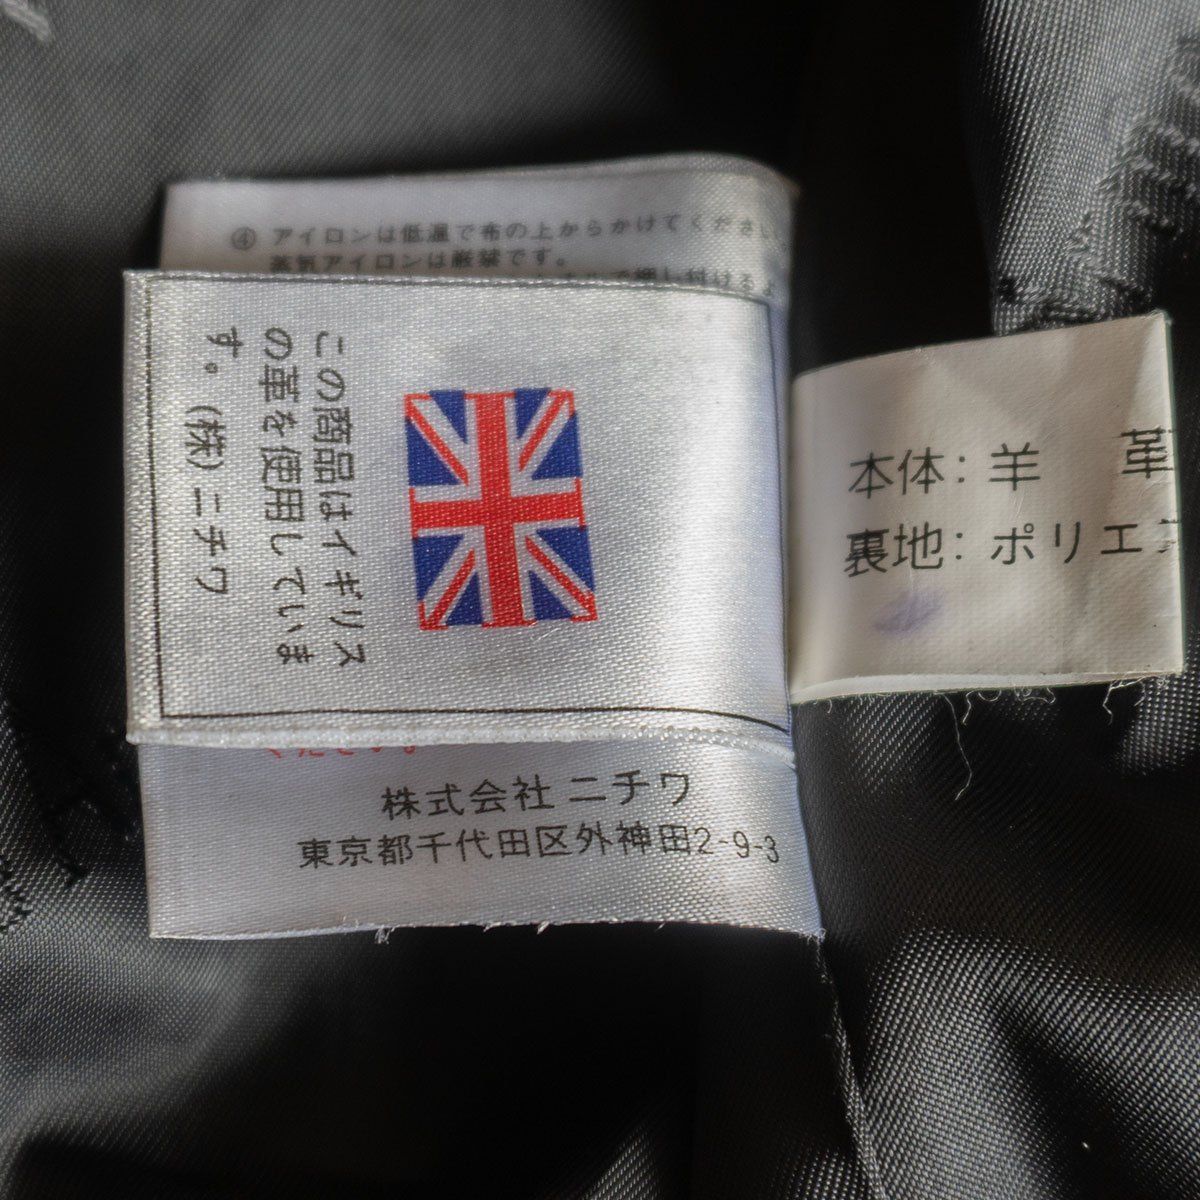 ④ アイロンは低温で布の上からかけてくださ
蒸気アイロンは厳禁です。
この商品はイギリス
の革を使用していま
す。(株)ニチワ
本体：羊 革
裏地：ポリエ
ください。
株式会社 ニチワ
東京都千代田区外神田2-9-3